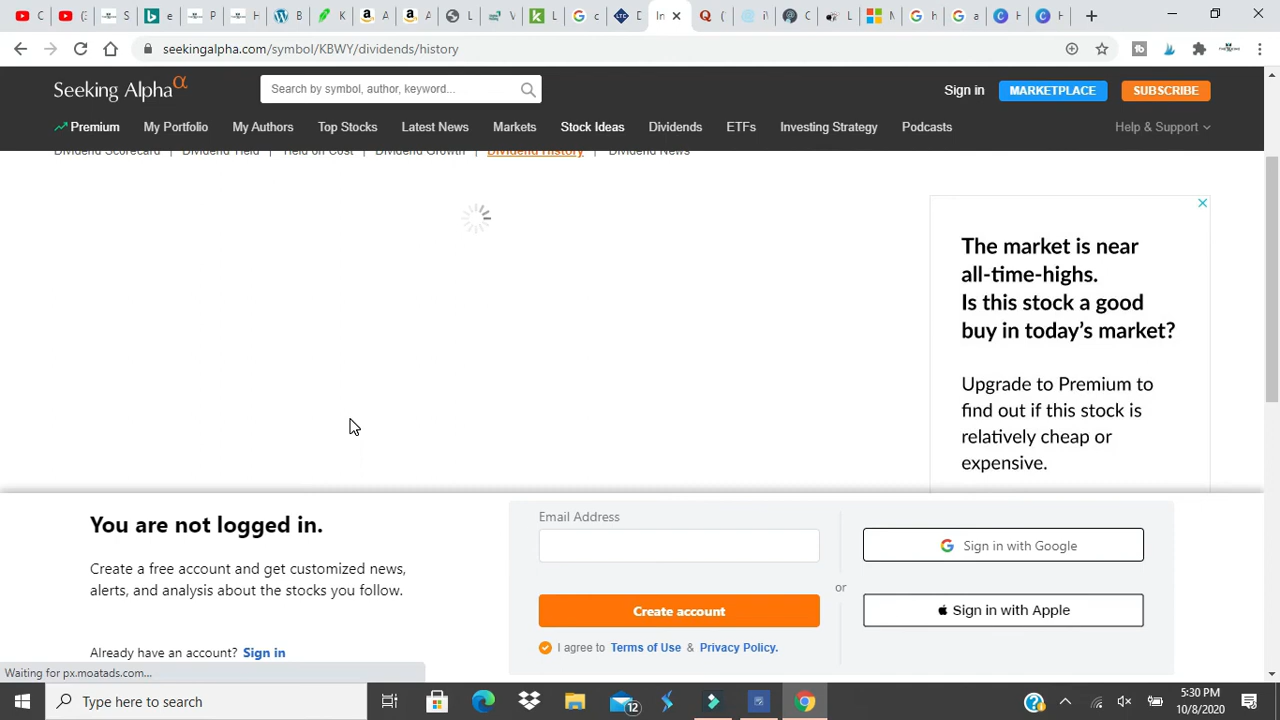 S
P
H
B
K
A
A
L
V
K
c
D
In
Q
(
i
C
k
M
h
a
H
H
seekingalpha.com/symbol/KBWY/dividends/history
Seeking Alpha α
Search by symbol, author, keyword...
Sign in
MARKETPLACE
SUBSCRIBE
Premium
My Portfolio
My Authors
Top Stocks
Latest News
Markets
Stock Ideas
Dividends
ETFs
Investing Strategy
Podcasts
Help & Support
Dividend Scorecard
Dividend Yield
Yield on Cost
Dividend Growth
Dividend History
Dividend News
The market is near
all-time-highs.
Is this stock a good
buy in today's market?
Upgrade to Premium to
find out if this stock is
relatively cheap or
expensive.
You are not logged in.
Create a free account and get customized news,
alerts, and analysis about the stocks you follow.
Already have an account? Sign in
Email Address
Create account
I agree to Terms of Use & Privacy Policy.
or
Sign in with Google
Sign in with Apple
Waiting for px.moatads.com...
Type here to search
12
5:30 PM
10/8/2020